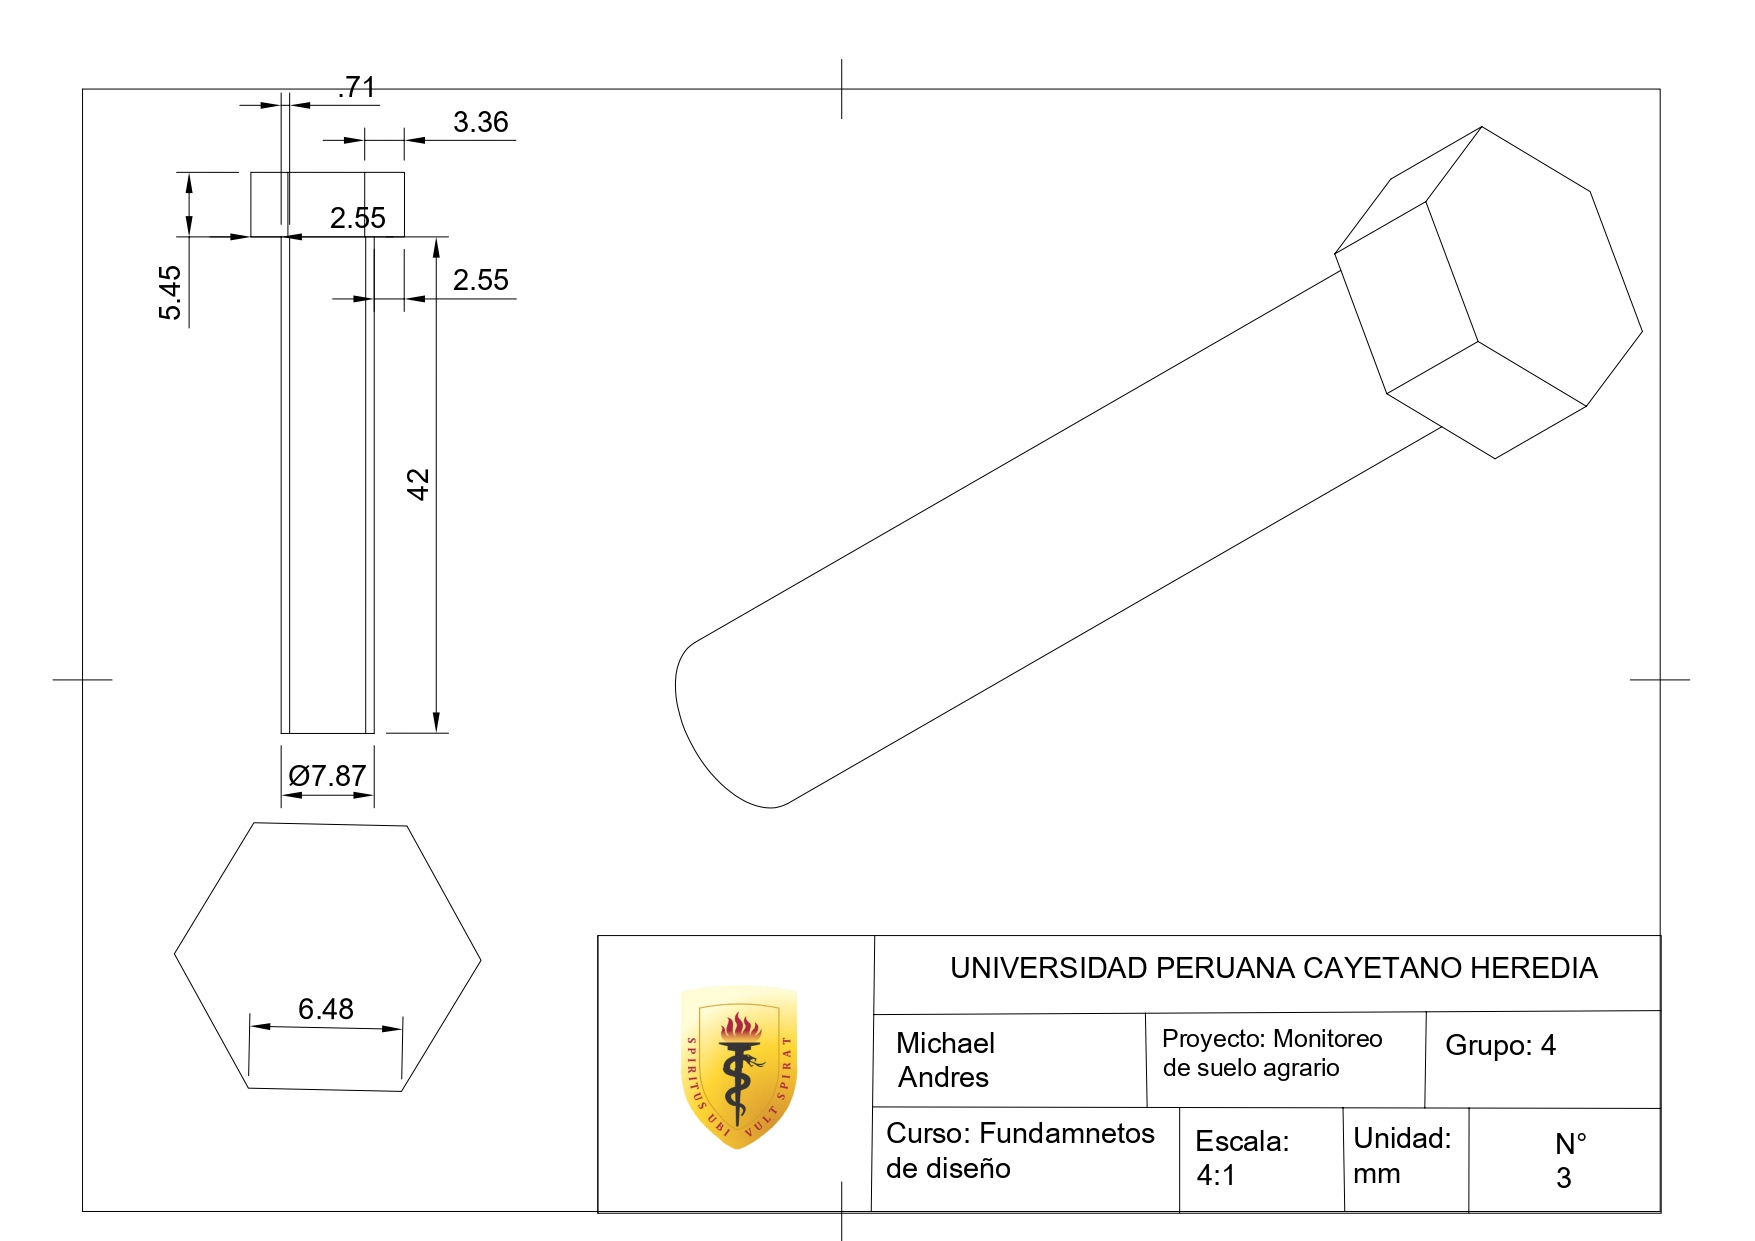 .71
3.36
2.55
5.45
2.55
42
Ø7.87
6.48
UNIVERSIDAD PERUANA CAYETANO HEREDIA
Michael
Andres
Proyecto: Monitoreo
de suelo agrario
Grupo: 4
SPIRITUS UBI VULT SPIRAT
Curso: Fundamnetos
de diseño
Escala:
4:1
Unidad:
mm
N°
3